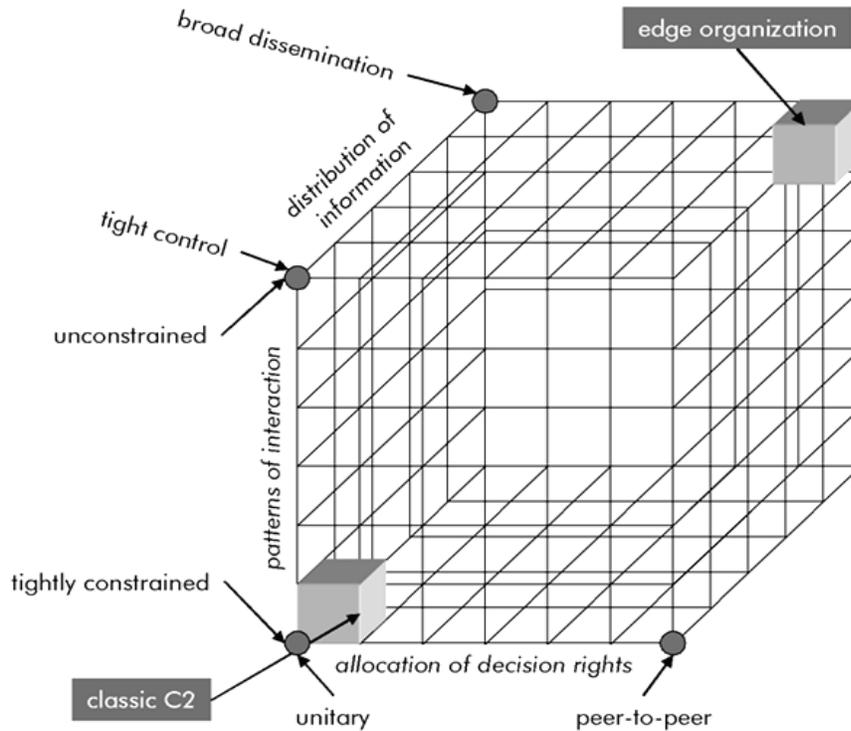 edge organization
broad dissemination
distribution of
information
tight control
unconstrained
patterns of interaction
tightly constrained
allocation of decision rights
classic C2
unitary
peer-to-peer